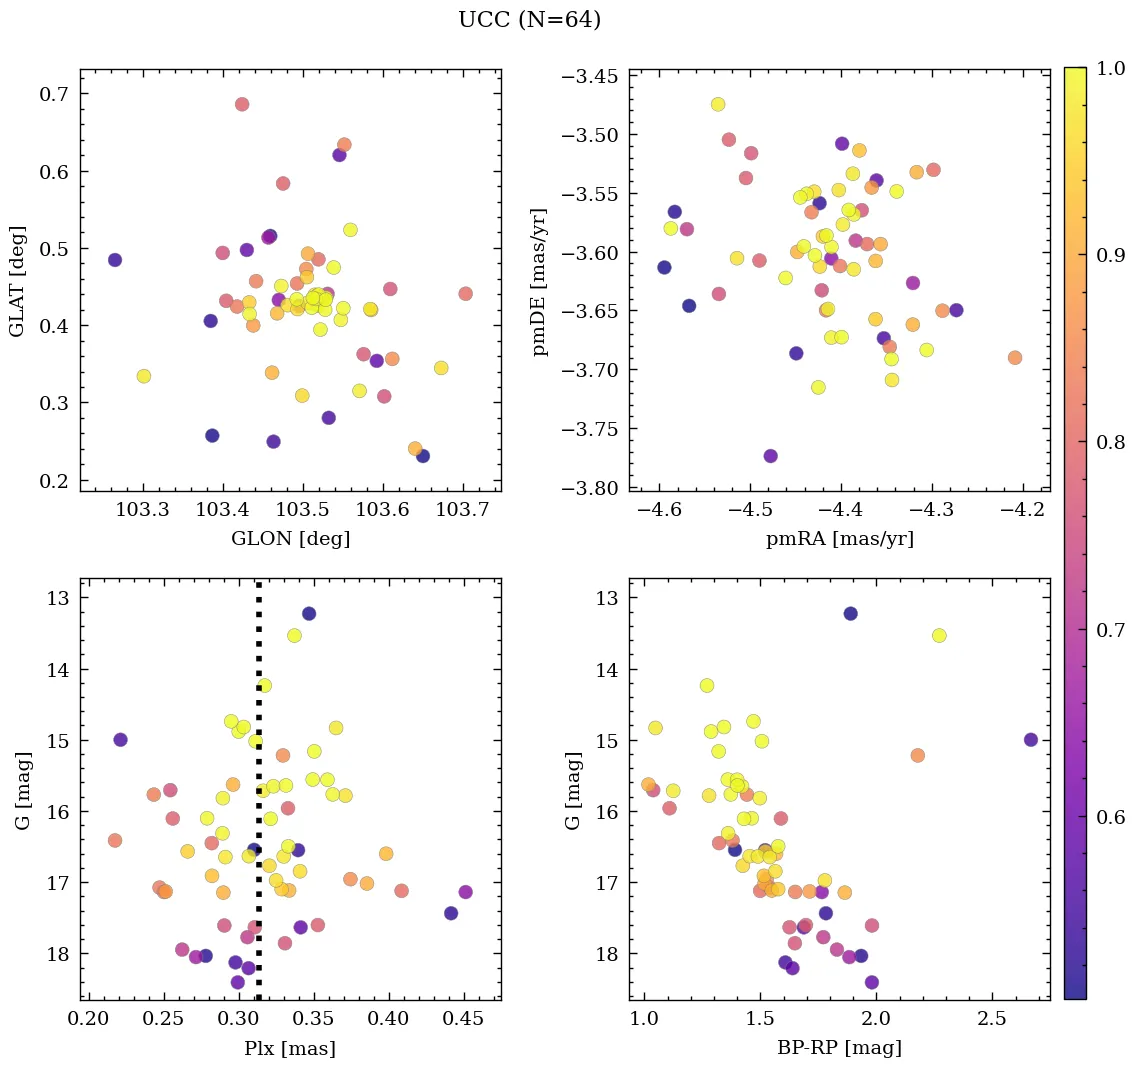 UCC (N=64)
0.7
0.6
0.5
0.4
0.3
0.2
GLAT [deg]
103.3 103.4 103.5 103.6 103.7
GLON [deg]
−3.45
−3.50
−3.55
−3.60
−3.65
−3.70
−3.75
−3.80
pmDE [mas/yr]
−4.6 −4.5 −4.4 −4.3 −4.2
pmRA [mas/yr]
13
14
15
16
17
18
G [mag]
0.20 0.25 0.30 0.35 0.40 0.45
Plx [mas]
13
14
15
16
17
18
G [mag]
1.0 1.5 2.0 2.5
BP-RP [mag]
1.0
0.9
0.8
0.7
0.6